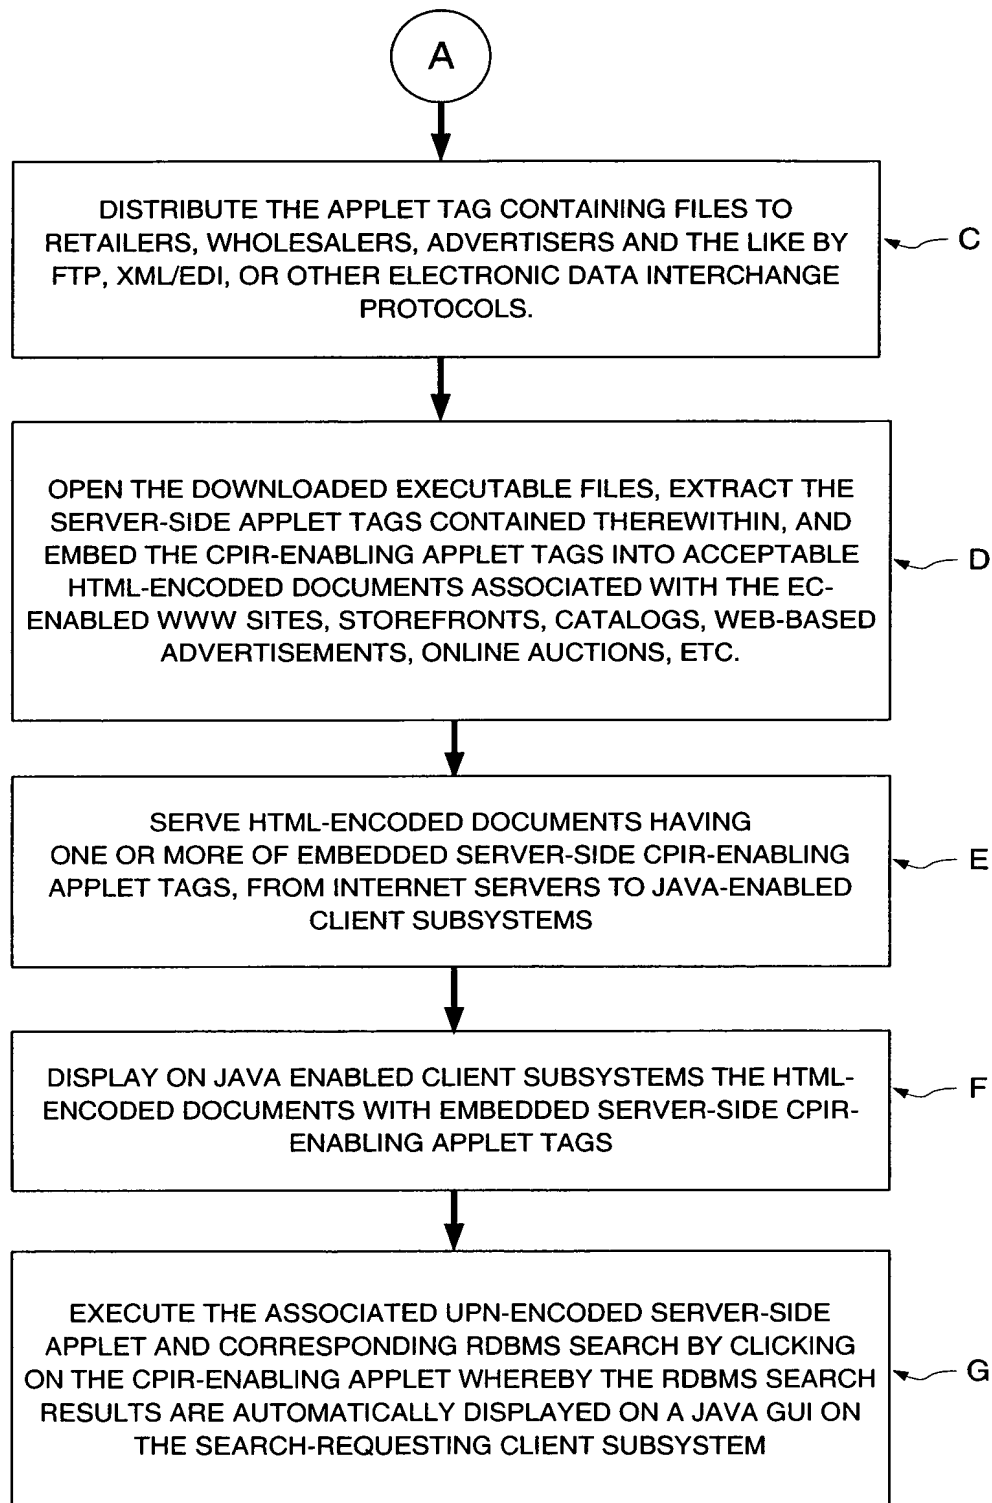 A
DISTRIBUTE THE APPLET TAG CONTAINING FILES TO
RETAILERS, WHOLESALERS, ADVERTISERS AND THE LIKE BY
FTP, XML/EDI, OR OTHER ELECTRONIC DATA INTERCHANGE
PROTOCOLS.
C
OPEN THE DOWNLOADED EXECUTABLE FILES, EXTRACT THE
SERVER-SIDE APPLET TAGS CONTAINED THEREWITHIN, AND
EMBED THE CPIR-ENABLING APPLET TAGS INTO ACCEPTABLE
HTML-ENCODED DOCUMENTS ASSOCIATED WITH THE EC-
ENABLED WWW SITES, STOREFRONTS, CATALOGS, WEB-BASED
ADVERTISEMENTS, ONLINE AUCTIONS, ETC.
D
SERVE HTML-ENCODED DOCUMENTS HAVING
ONE OR MORE OF EMBEDDED SERVER-SIDE CPIR-ENABLING
APPLET TAGS, FROM INTERNET SERVERS TO JAVA-ENABLED
CLIENT SUBSYSTEMS
E
DISPLAY ON JAVA ENABLED CLIENT SUBSYSTEMS THE HTML-
ENCODED DOCUMENTS WITH EMBEDDED SERVER-SIDE CPIR-
ENABLING APPLET TAGS
F
EXECUTE THE ASSOCIATED UPN-ENCODED SERVER-SIDE
APPLET AND CORRESPONDING RDBMS SEARCH BY CLICKING
ON THE CPIR-ENABLING APPLET WHEREBY THE RDBMS SEARCH
RESULTS ARE AUTOMATICALLY DISPLAYED ON A JAVA GUI ON
THE SEARCH-REQUESTING CLIENT SUBSYSTEM
G